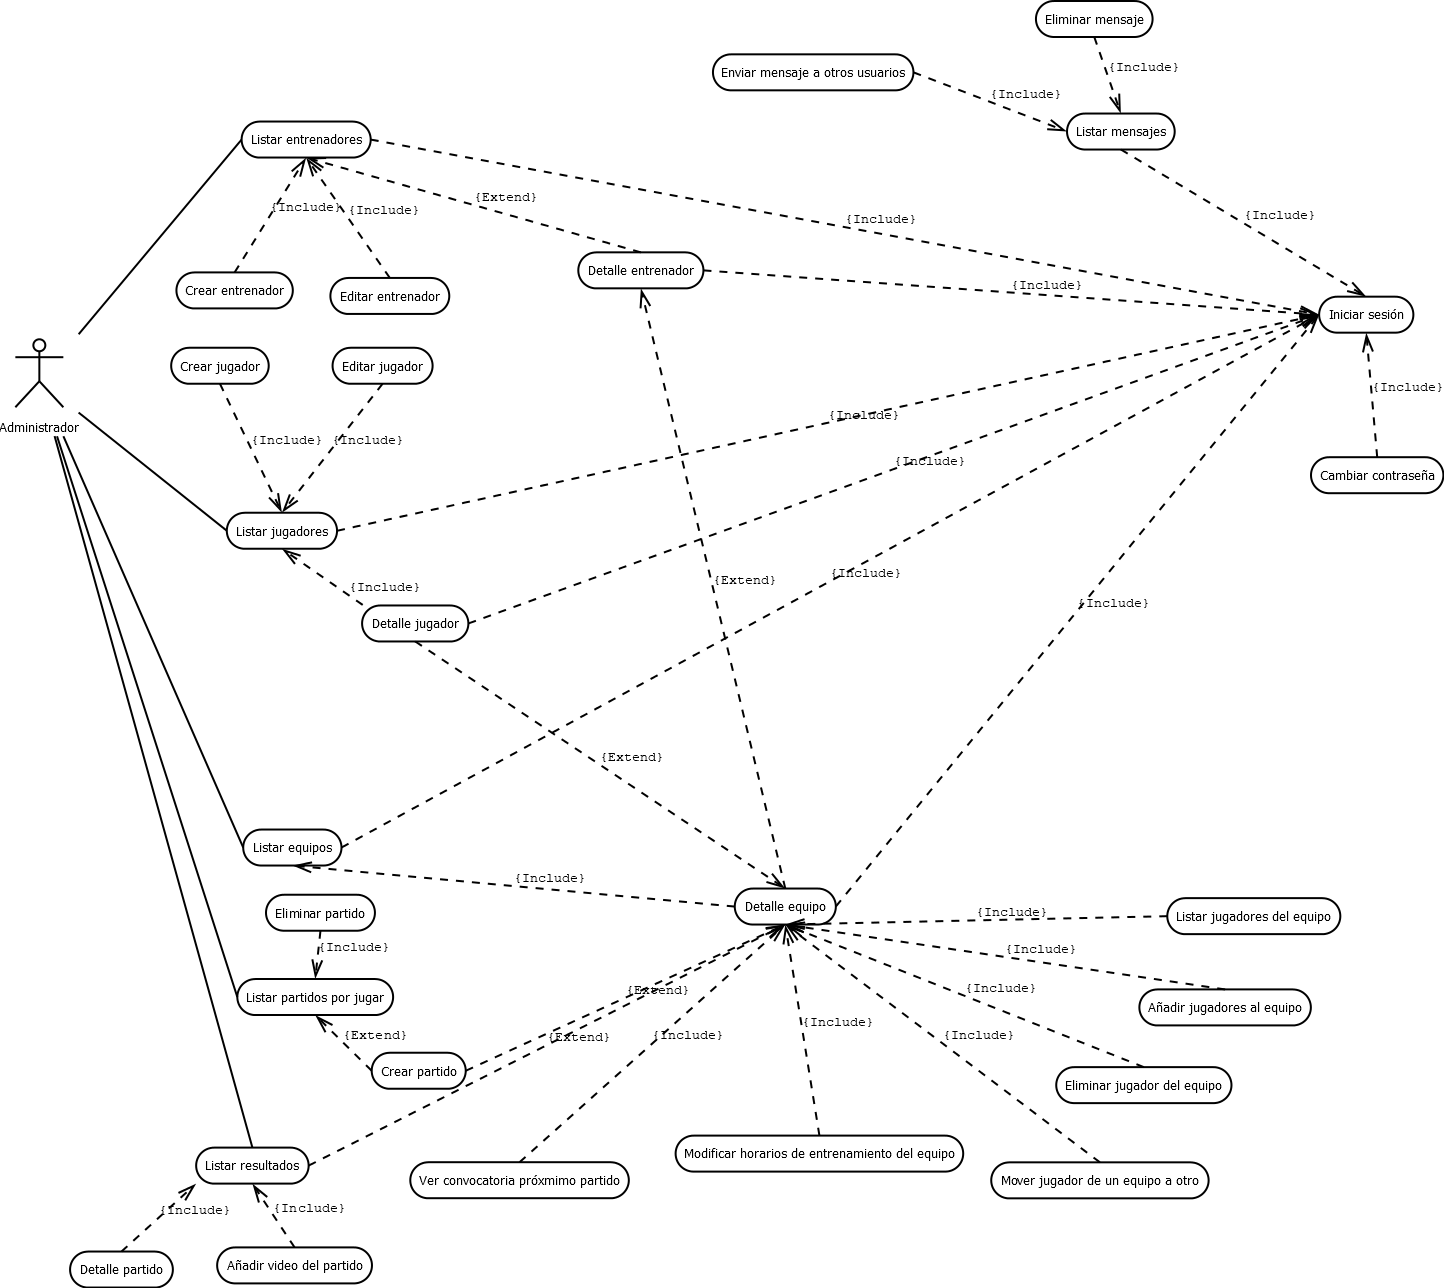 Eliminar mensaje
Enviar mensaje a otros usuarios
{Include}
{Include}
Listar mensajes
Listar entrenadores
{Include}
{Include}
{Extend}
{Include}
{Include}
Detalle entrenador
{Include}
Crear entrenador
Editar entrenador
Iniciar sesión
Crear jugador
Editar jugador
{Include}
Administrador
{Include}
{Include}
{Include}
{Include}
Cambiar contraseña
Listar jugadores
{Include}
{Extend}
{Include}
{Include}
Detalle jugador
{Extend}
Listar equipos
{Include}
Detalle equipo
Eliminar partido
{Include}
Listar jugadores del equipo
{Include}
{Include}
Listar partidos por jugar
{Extend}
{Include}
Añadir jugadores al equipo
{Extend}
{Extend}
{Include}
{Include}
{Include}
Crear partido
Eliminar jugador del equipo
Listar resultados
Ver convocatoria próxmimo partido
Modificar horarios de entrenamiento del equipo
Mover jugador de un equipo a otro
{Include}
{Include}
Detalle partido
Añadir video del partido